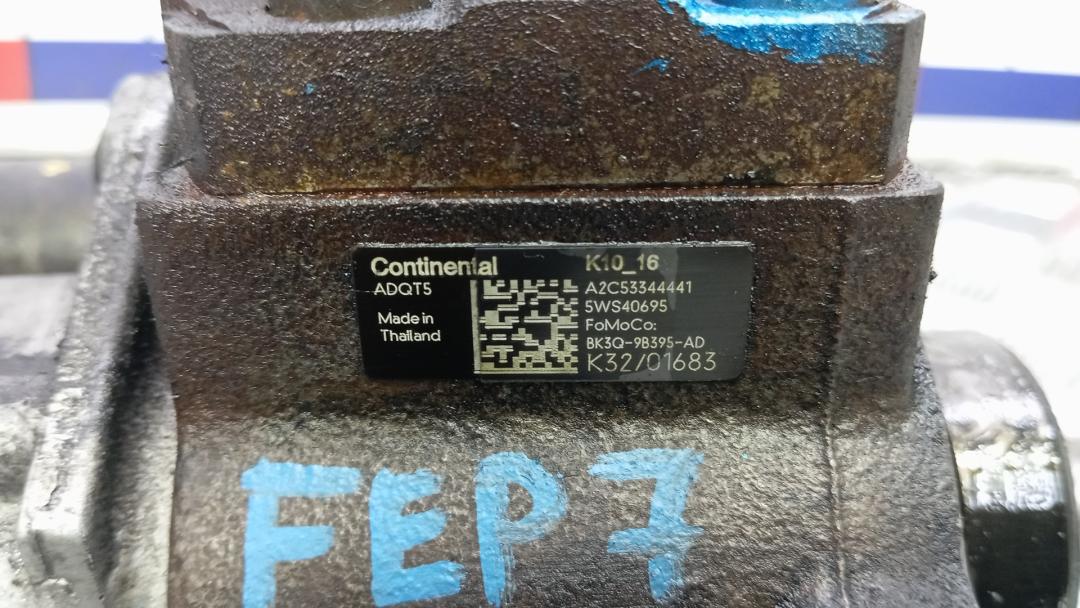 Continental
ADQT5
Made in
Thailand
K10_16
A2C53344441
5WS40695
FoMoCo:
BK3Q-9B395-AD
K32/01683
FEP7